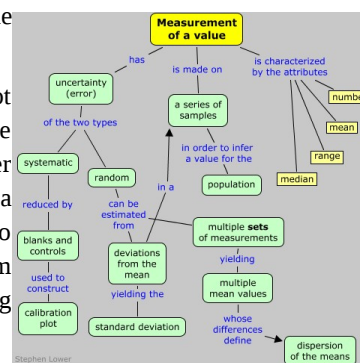 Measurement
of a value
has
is made on
is characterized
by the attributes
uncertainty
(error)
a series of
samples
mean
range
median
of the two types
in order to infer
a value for the
systematic
random
population
in a
reduced by
can be
estimated
from
multiple sets
of measurements
blanks and
controls
deviations
from the
mean
yielding
used to
construct
multiple
mean values
yielding the
calibration
plot
standard deviation
whose
differences
define
dispersion
of the means
Stephen Lower